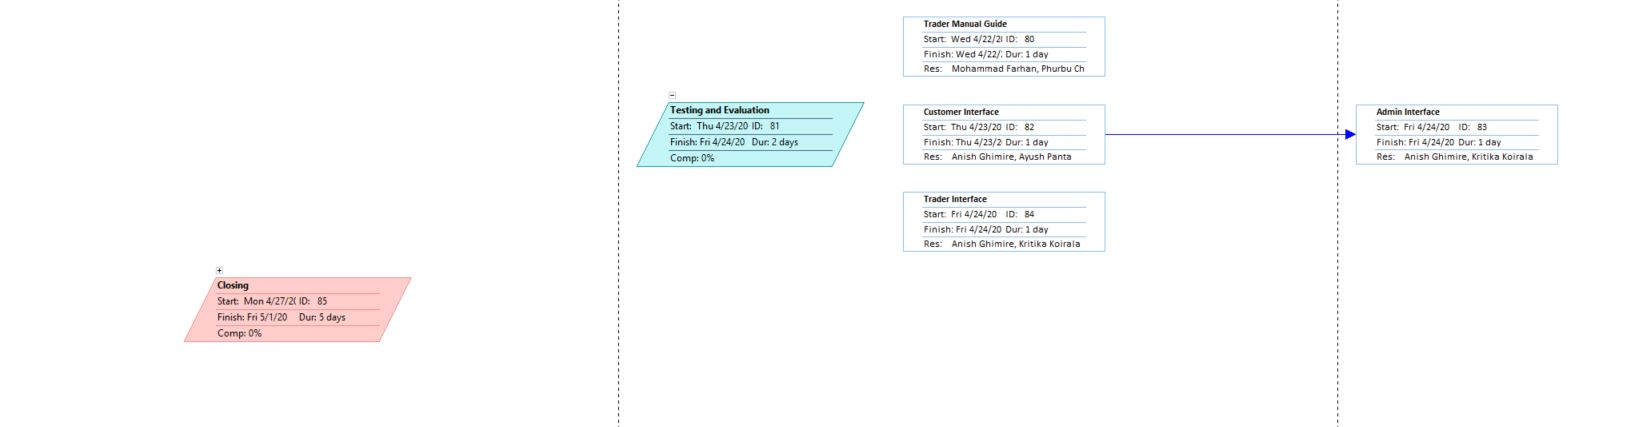 Trader Manual Guide
Start: Wed 4/22/2 ID: 80
Finish: Wed 4/22/ Dur: 1 day
Res: Mohammad Farhan, Phurbu Ch
Testing and Evaluation
Start: Thu 4/23/20 ID: 81
Finish: Fri 4/24/20 Dur: 2 days
Comp: 0%
Customer Interface
Start: Thu 4/23/20 ID: 82
Finish: Thu 4/23/2 Dur: 1 day
Res: Anish Ghimire, Ayush Panta
Admin Interface
Start: Fri 4/24/20 ID: 83
Finish: Fri 4/24/20 Dur: 1 day
Res: Anish Ghimire, Kritika Koirala
Trader Interface
Start: Fri 4/24/20 ID: 84
Finish: Fri 4/24/20 Dur: 1 day
Res: Anish Ghimire, Kritika Koirala
Closing
Start: Mon 4/27/2 ID: 85
Finish: Fri 5/1/20 Dur: 5 days
Comp: 0%